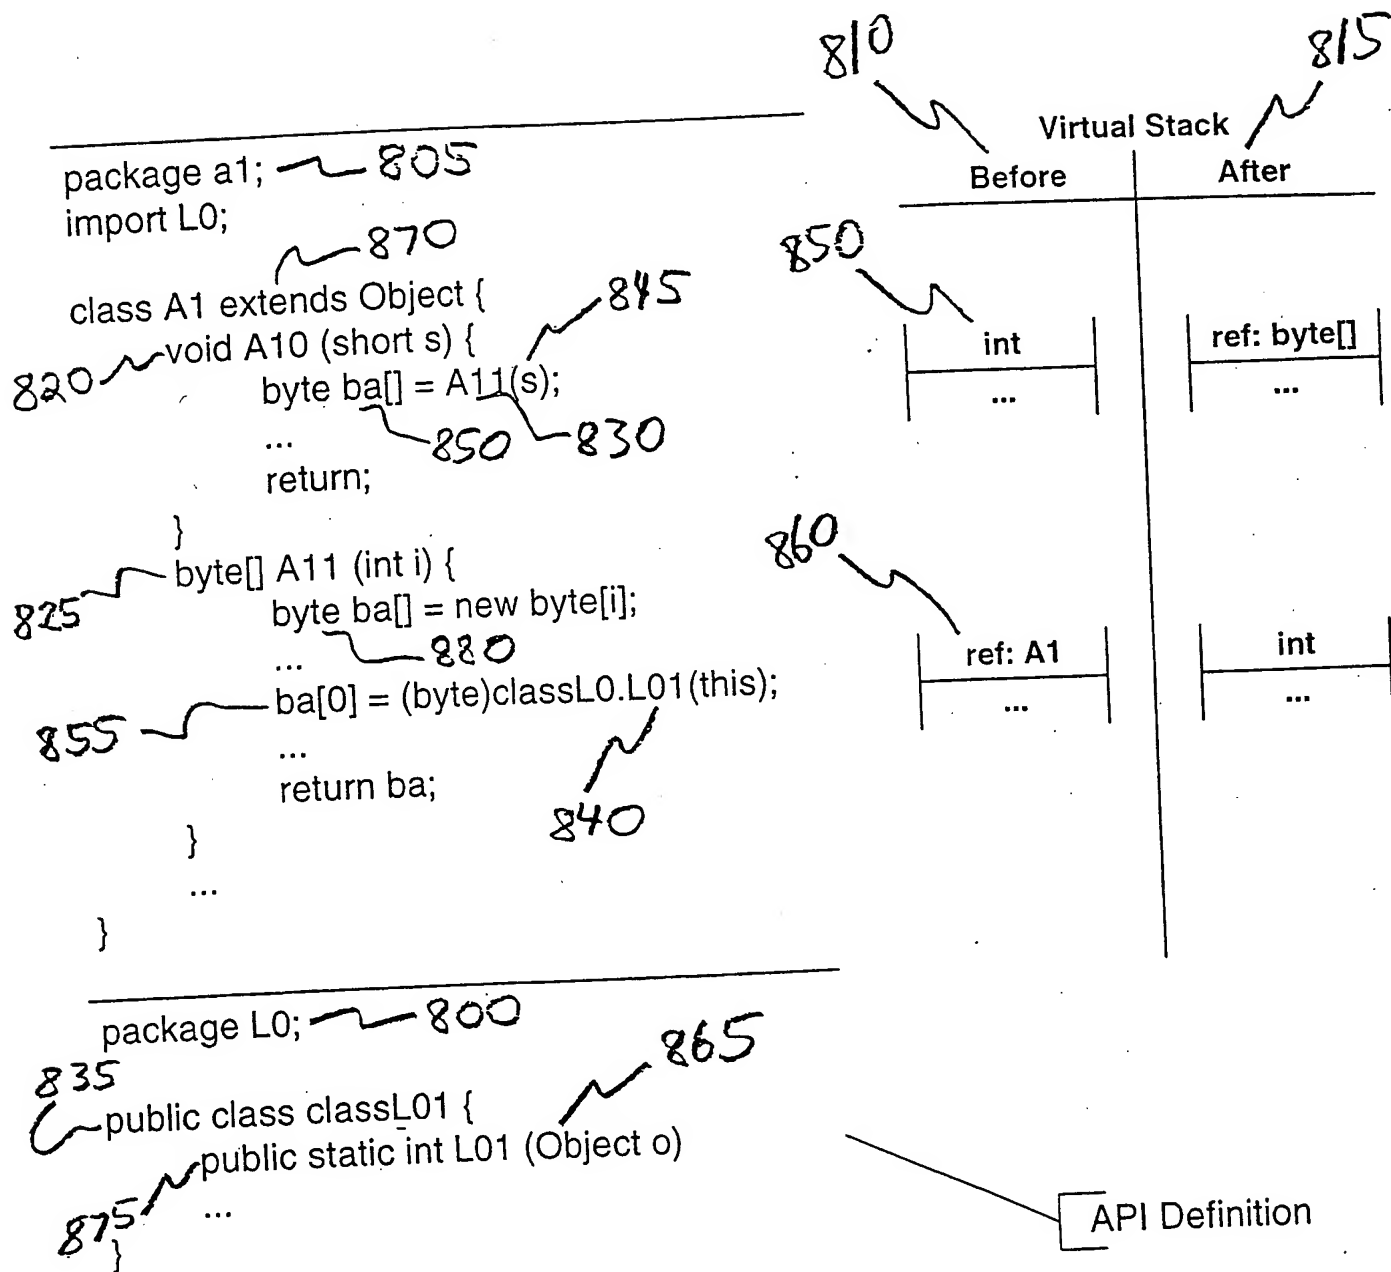 810
815
Virtual Stack
Before After
package a1; 805
import L0;
870
class A1 extends Object {
845
820 void A10 (short s) {
byte ba[] = A11(s);
850 830
...
return;
}
825 byte[] A11 (int i) {
byte ba[] = new byte[i];
... 880
855 ba[0] = (byte)classL0.L01(this);
...
return ba;
840
}
...
}
850
int ref: byte[]
... ...
860
ref: A1 int
... ...
package L0; 800
865
835
public class classL01 {
public static int L01 (Object o)
875 ...
}
API Definition